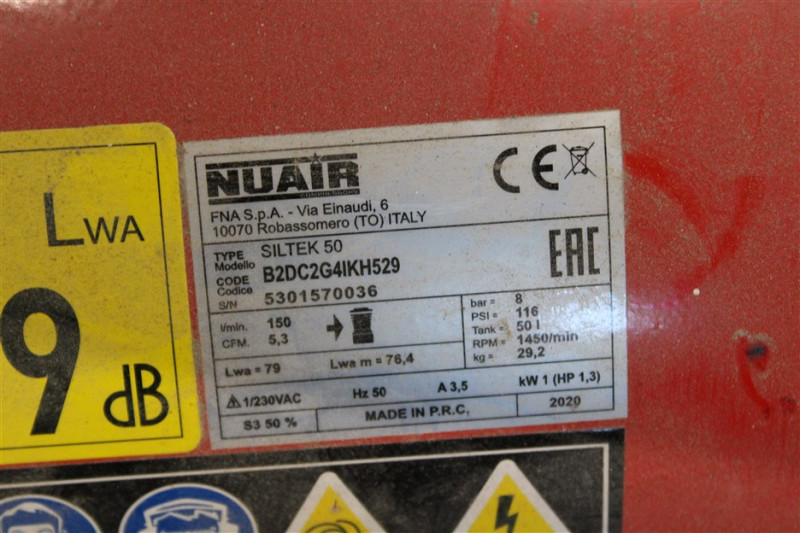 LWA
9
dB
NUAIR
FNA S.p.A. - Via Einaudi, 6
10070 Robassomero (TO) ITALY
CE
EAC
TYPE
Modello
SILTEK 50
CODE
Codice
B2DC2G4IKH529
S/N
5301570036
l/min. 150
CFM. 5,3
bar = 8
PSI = 116
Tank = 50 l
RPM = 1450/min
kg = 29,2
Lwa = 79 Lwa m = 76,4
1/230VAC Hz 50 A 3,5 kW 1 (HP 1,3)
S3 50 % MADE IN P.R.C. 2020